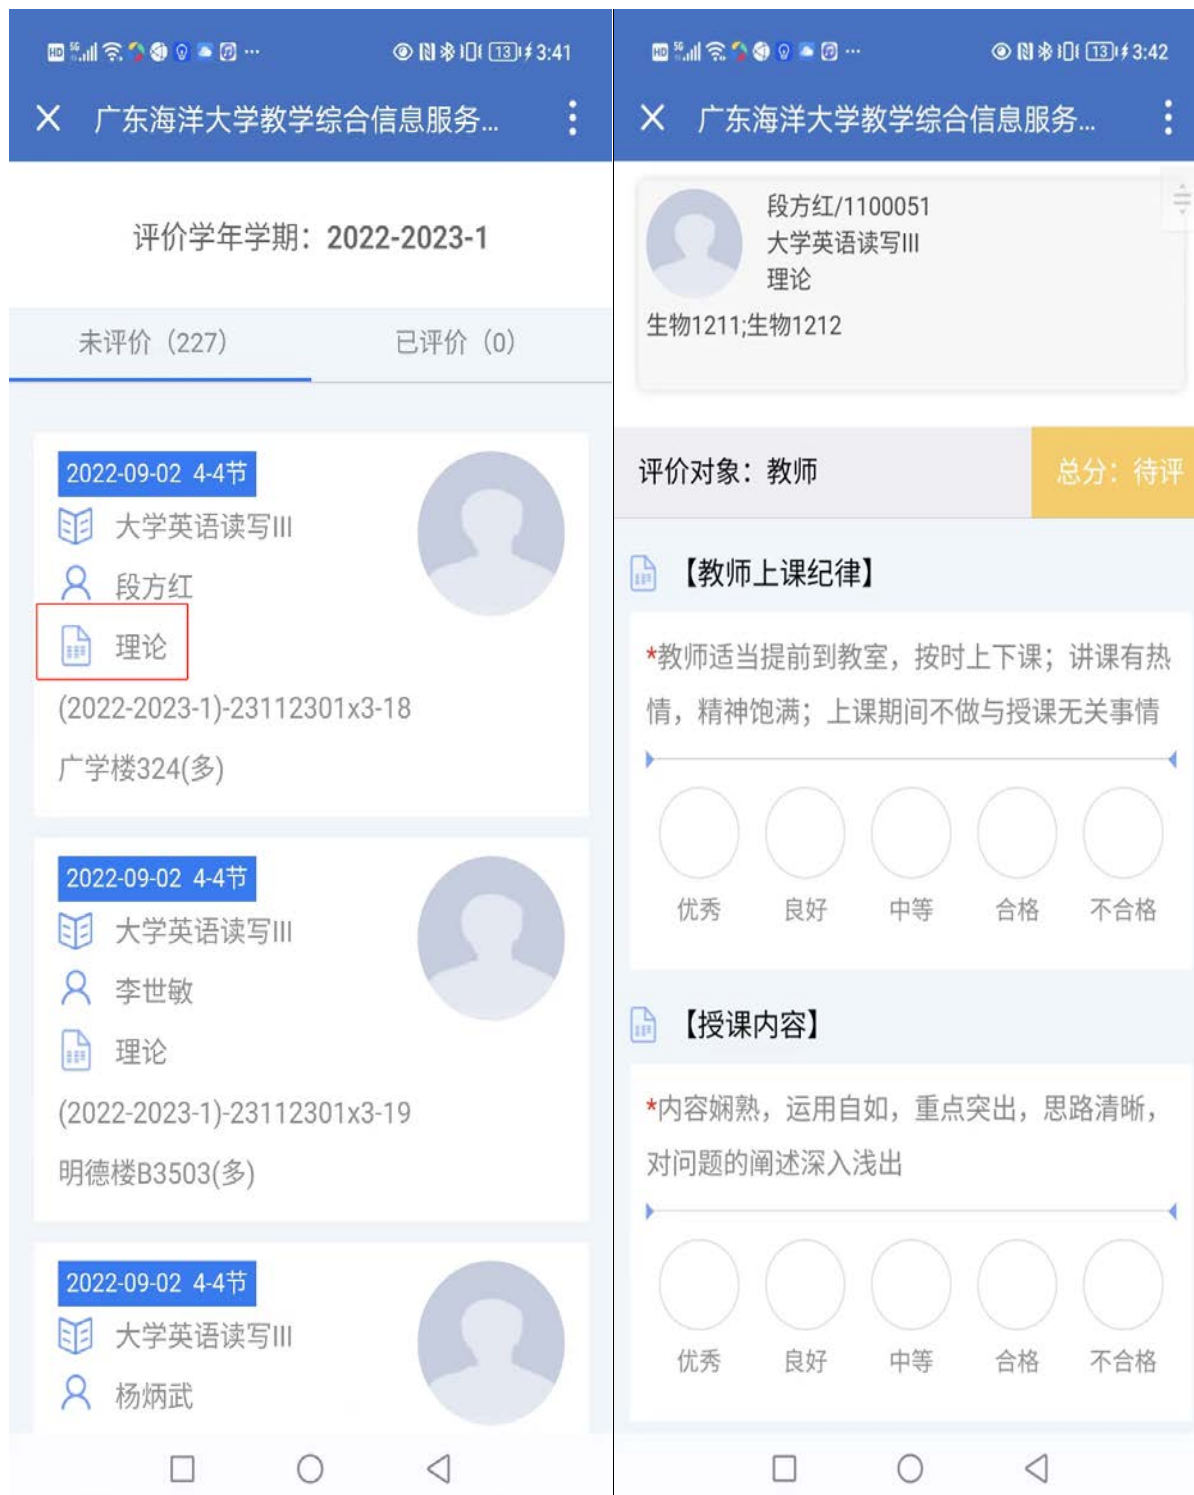 HD 5G 13 3:41
广东海洋大学教学综合信息服务...
评价学年学期：2022-2023-1
未评价（227） 已评价（0）
2022-09-02 4-4节
大学英语读写III
段方红
理论
(2022-2023-1)-23112301x3-18
广学楼324(多)
2022-09-02 4-4节
大学英语读写III
李世敏
理论
(2022-2023-1)-23112301x3-19
明德楼B3503(多)
2022-09-02 4-4节
大学英语读写III
杨炳武
HD 5G 13 3:42
广东海洋大学教学综合信息服务...
段方红/1100051
大学英语读写III
理论
生物1211;生物1212
评价对象：教师 总分：待评
【教师上课纪律】
*教师适当提前到教室，按时上下课；讲课有热
情，精神饱满；上课期间不做与授课无关事情
优秀 良好 中等 合格 不合格
【授课内容】
*内容娴熟，运用自如，重点突出，思路清晰，
对问题的阐述深入浅出
优秀 良好 中等 合格 不合格